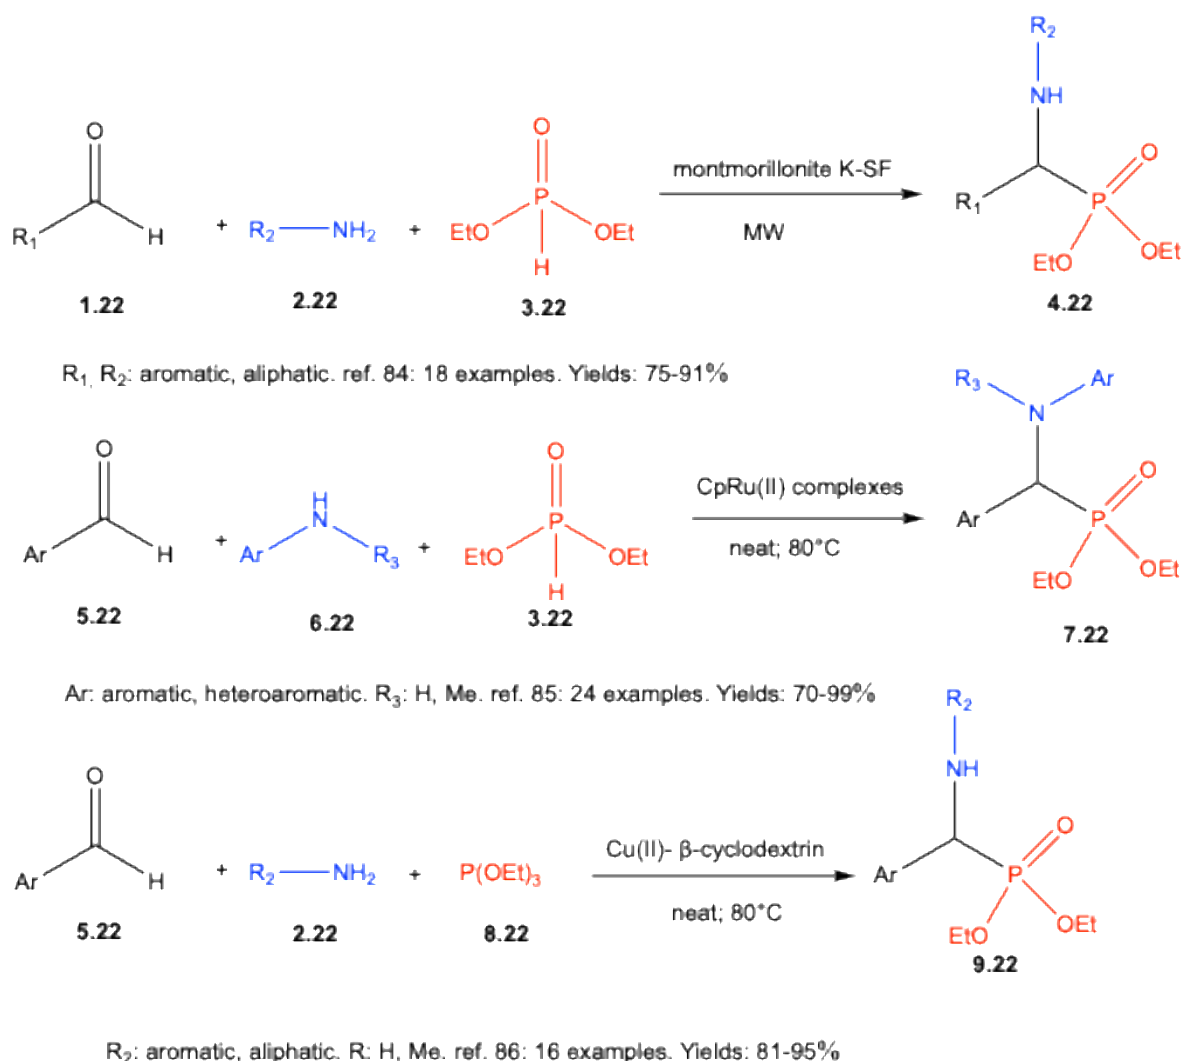 R2
NH
O
O
O
montmorillonite K-SF
R1
H
+
R2
NH2
+
EtO
P
OEt
H
MW
R1
P
EtO
OEt
1.22
2.22
3.22
4.22
R1, R2: aromatic, aliphatic. ref. 84: 18 examples. Yields: 75-91%
R3
Ar
N
O
O
O
H
N
CpRu(II) complexes
Ar
H
+
Ar
R3
+
EtO
P
OEt
H
neat; 80°C
Ar
P
EtO
OEt
5.22
6.22
3.22
7.22
Ar: aromatic, heteroaromatic. R3: H, Me. ref. 85: 24 examples. Yields: 70-99%
R2
NH
O
O
Cu(II)- β-cyclodextrin
Ar
H
+
R2
NH2
+
P(OEt)3
neat; 80°C
Ar
P
EtO
OEt
5.22
2.22
8.22
9.22
R2: aromatic, aliphatic. R: H, Me. ref. 86: 16 examples. Yields: 81-95%